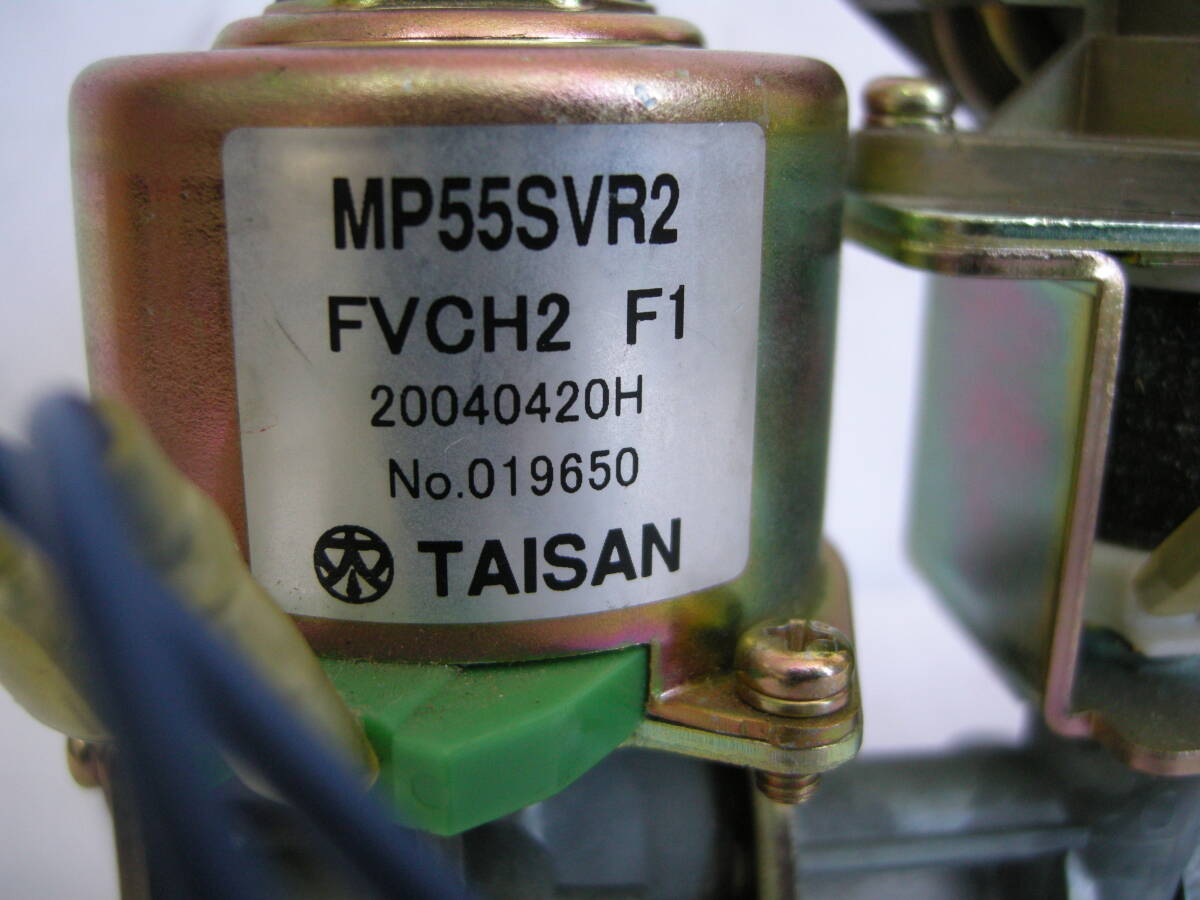 MP55SVR2
FVCH2 F1
20040420H
No.019650
TAISAN